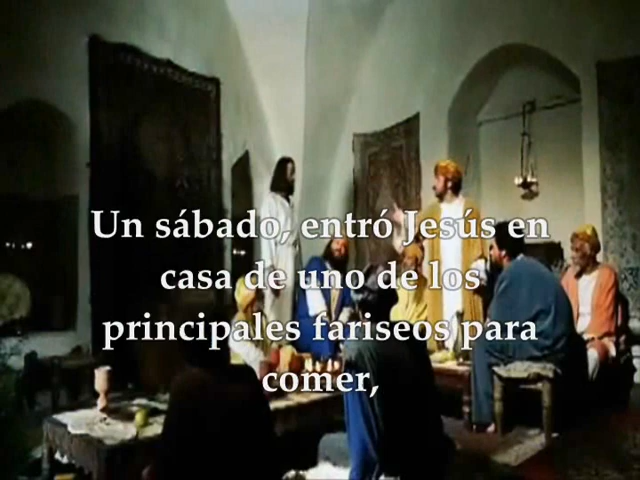 Un sábado, entró Jesús en
casa de uno de los
principales fariseos para
comer,